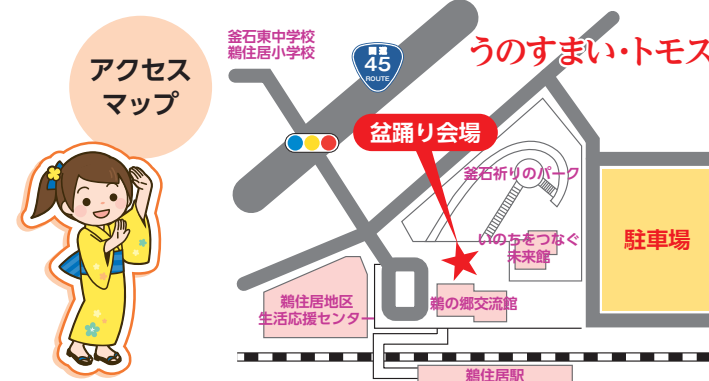 アクセス
マップ
釜石東中学校
鵜住居小学校
国道
45
ROUTE
うのすまい・トモス
盆踊り会場
釜石祈りのパーク
いのちをつなぐ
未来館
駐車場
鵜住居地区
生活応援センター
鵜の郷交流館
鵜住居駅